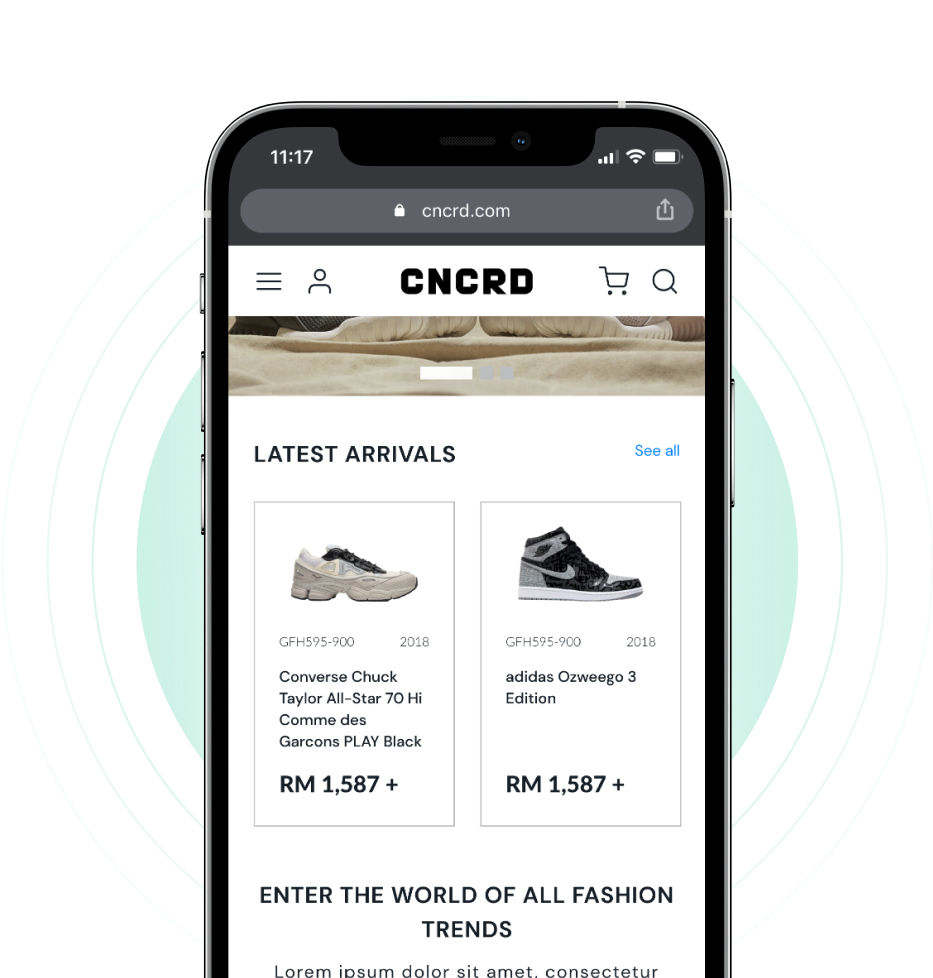 11:17
cncrd.com
CNCRD
LATEST ARRIVALS
See all
GFH595-900 2018
Converse Chuck
Taylor All-Star 70 Hi
Comme des
Garcons PLAY Black
RM 1,587 +
GFH595-900 2018
adidas Ozweego 3
Edition
RM 1,587 +
ENTER THE WORLD OF ALL FASHION
TRENDS
Lorem ipsum dolor sit amet, consectetur